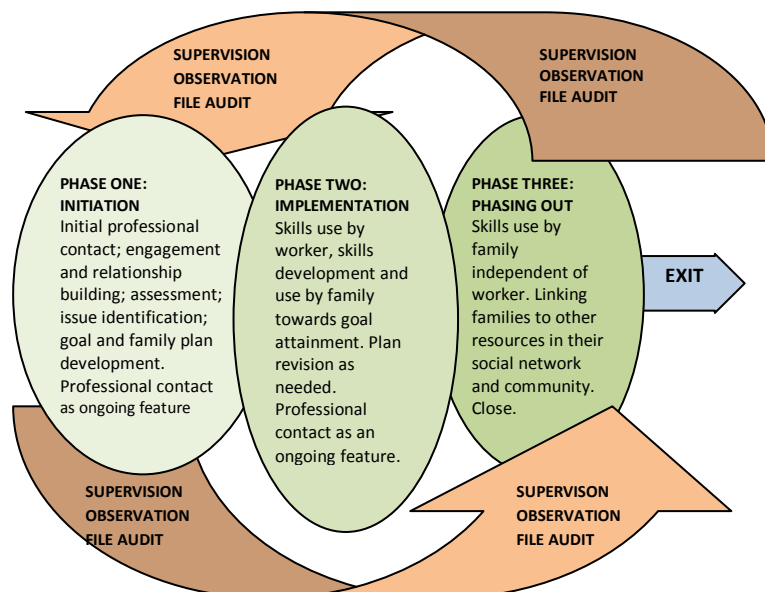 SUPERVISION
OBSERVATION
FILE AUDIT
SUPERVISION
OBSERVATION
FILE AUDIT
PHASE ONE:
INITIATION
Initial professional
contact; engagement
and relationship
building; assessment;
issue identification;
goal and family plan
development.
Professional contact
as ongoing feature
PHASE TWO:
IMPLEMENTATION
Skills use by
worker, skills
development and
use by family
towards goal
attainment. Plan
revision as
needed.
Professional
contact as an
ongoing feature.
PHASE THREE:
PHASING OUT
Skills use by
family
independent of
worker. Linking
families to other
resources in their
social network
and community.
Close.
EXIT
SUPERVISION
OBSERVATION
FILE AUDIT
SUPERVISON
OBSERVATION
FILE AUDIT